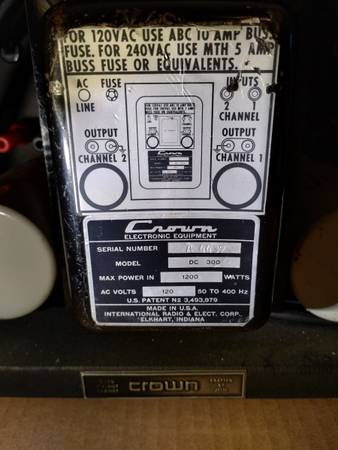 FOR 120VAC USE ABC 10 AMP BUSS
FUSE. FOR 240VAC USE MTH 5 AMP
BUSS FUSE OR EQUIVALENTS.
AC FUSE INPUTS
LINE 2 1
CHANNEL
OUTPUT OUTPUT
CHANNEL 2 CHANNEL 1
Crown
Crown
ELECTRONIC EQUIPMENT
SERIAL NUMBER
MODEL DC 300
MAX POWER IN 1200 WATTS
AC VOLTS 120 50 TO 400 Hz
U.S. PATENT № 3,493,879
MADE IN U.S.A.
INTERNATIONAL RADIO & ELECT. CORP.
ELKHART, INDIANA
crown